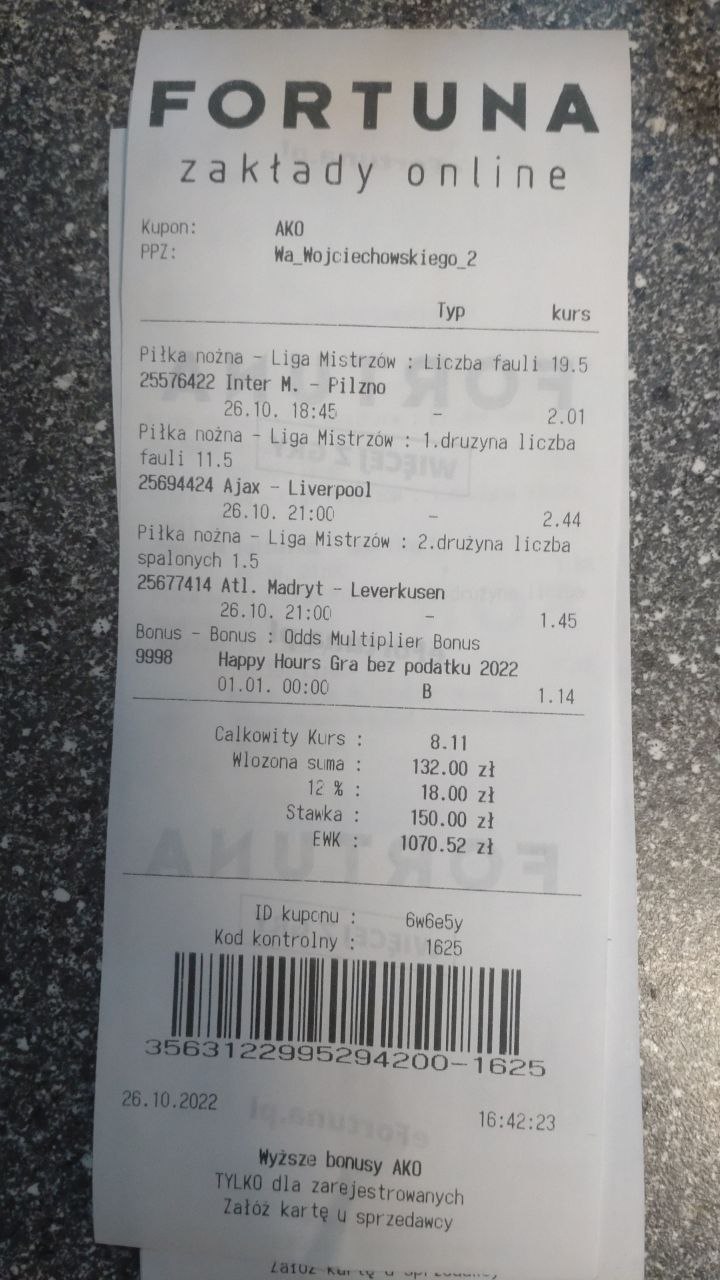 FORTUNA
zakłady online
Kupon: AKO
PPZ: Wa_Wojciechowskiego_2
Typ kurs
Piłka nożna - Liga Mistrzów : Liczba fauli 19.5
25576422 Inter M. - Pilzno
26.10. 18:45 - 2.01
Piłka nożna - Liga Mistrzów : 1.druzyna liczba
fauli 11.5
25694424 Ajax - Liverpool
26.10. 21:00 - 2.44
Piłka nożna - Liga Mistrzów : 2.drużyna liczba
spalonych 1.5
25677414 Atl. Madryt - Leverkusen
26.10. 21:00 - 1.45
Bonus - Bonus : Odds Multiplier Bonus
9998 Happy Hours Gra bez podatku 2022
01.01. 00:00 B 1.14
Calkowity Kurs : 8.11
Wlozona suma : 132.00 zł
12 % : 18.00 zł
Stawka : 150.00 zł
EWK : 1070.52 zł
ID kuponu : 6w6e5y
Kod kontrolny : 1625
3563122995294200-1625
26.10.2022 16:42:23
Wyższe bonusy AKO
TYLKO dla zarejestrowanych
Załóż kartę u sprzedawcy